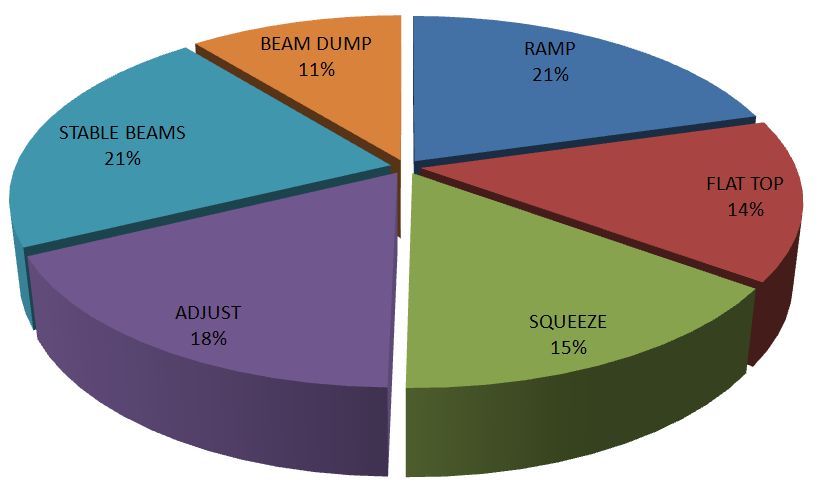 BEAM DUMP
11%
RAMP
21%
STABLE BEAMS
21%
FLAT TOP
14%
ADJUST
18%
SQUEEZE
15%